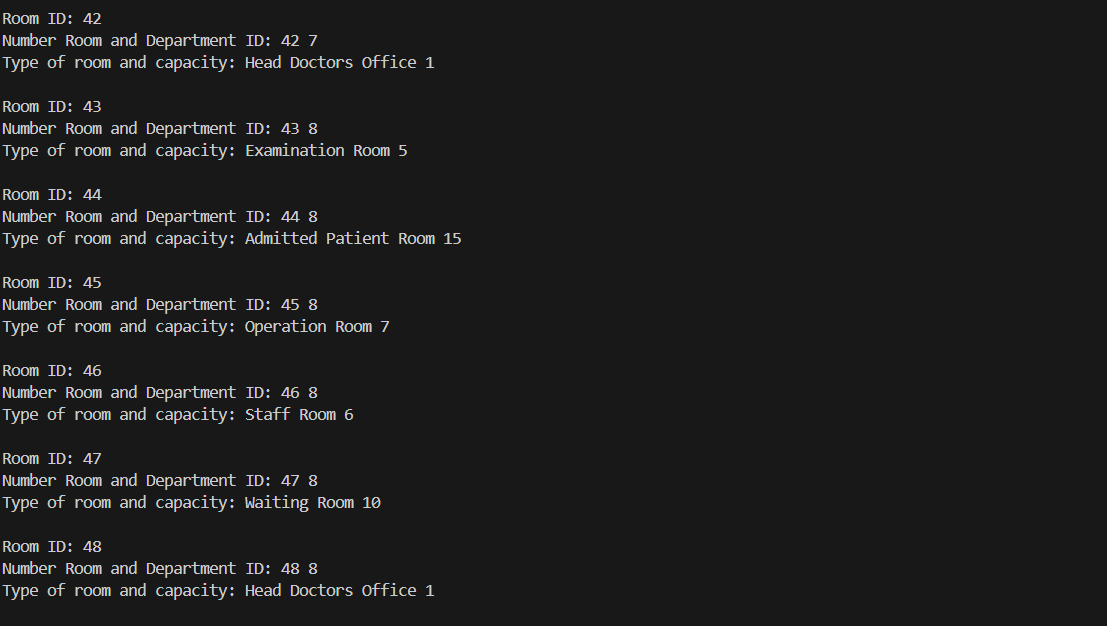 Room ID: 42
Number Room and Department ID: 42 7
Type of room and capacity: Head Doctors Office 1
Room ID: 43
Number Room and Department ID: 43 8
Type of room and capacity: Examination Room 5
Room ID: 44
Number Room and Department ID: 44 8
Type of room and capacity: Admitted Patient Room 15
Room ID: 45
Number Room and Department ID: 45 8
Type of room and capacity: Operation Room 7
Room ID: 46
Number Room and Department ID: 46 8
Type of room and capacity: Staff Room 6
Room ID: 47
Number Room and Department ID: 47 8
Type of room and capacity: Waiting Room 10
Room ID: 48
Number Room and Department ID: 48 8
Type of room and capacity: Head Doctors Office 1